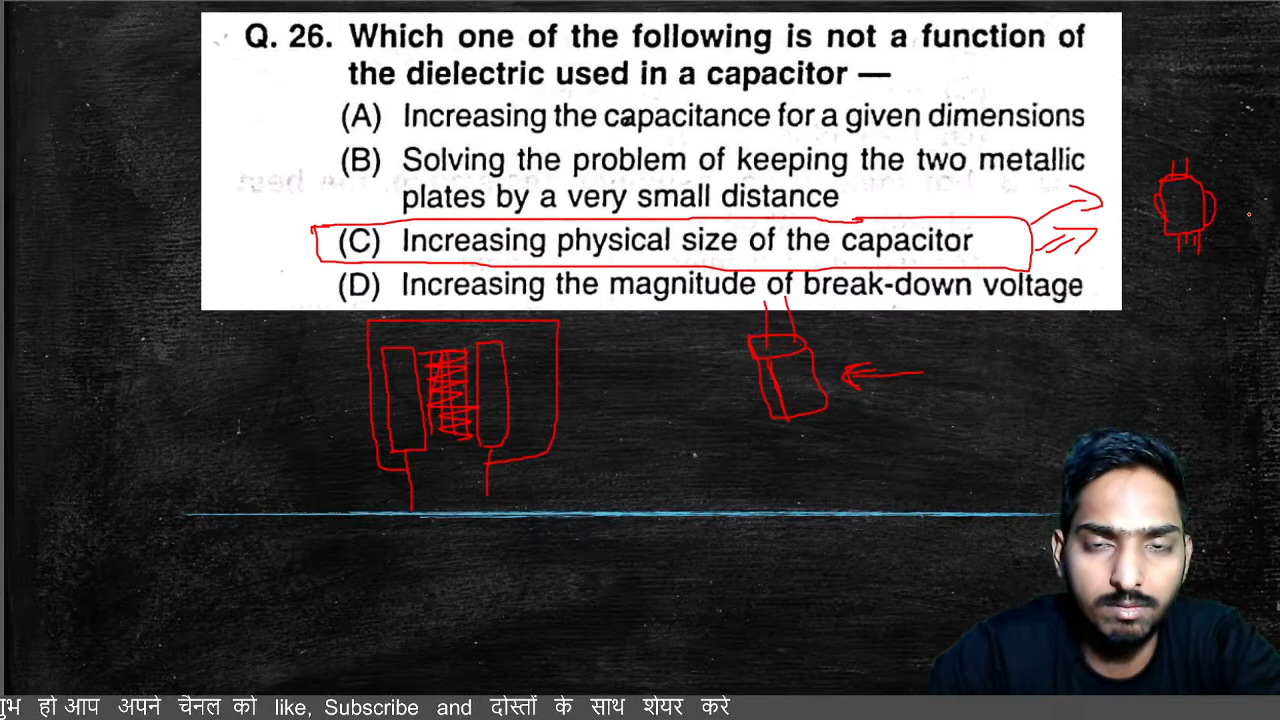 Q. 26. Which one of the following is not a function of
the dielectric used in a capacitor —
(A) Increasing the capacitance for a given dimensions
(B) Solving the problem of keeping the two metallic
plates by a very small distance
(C) Increasing physical size of the capacitor
(D) Increasing the magnitude of break-down voltage
हो आप अपने चैनल को like, Subscribe and दोस्तों के साथ शेयर करे